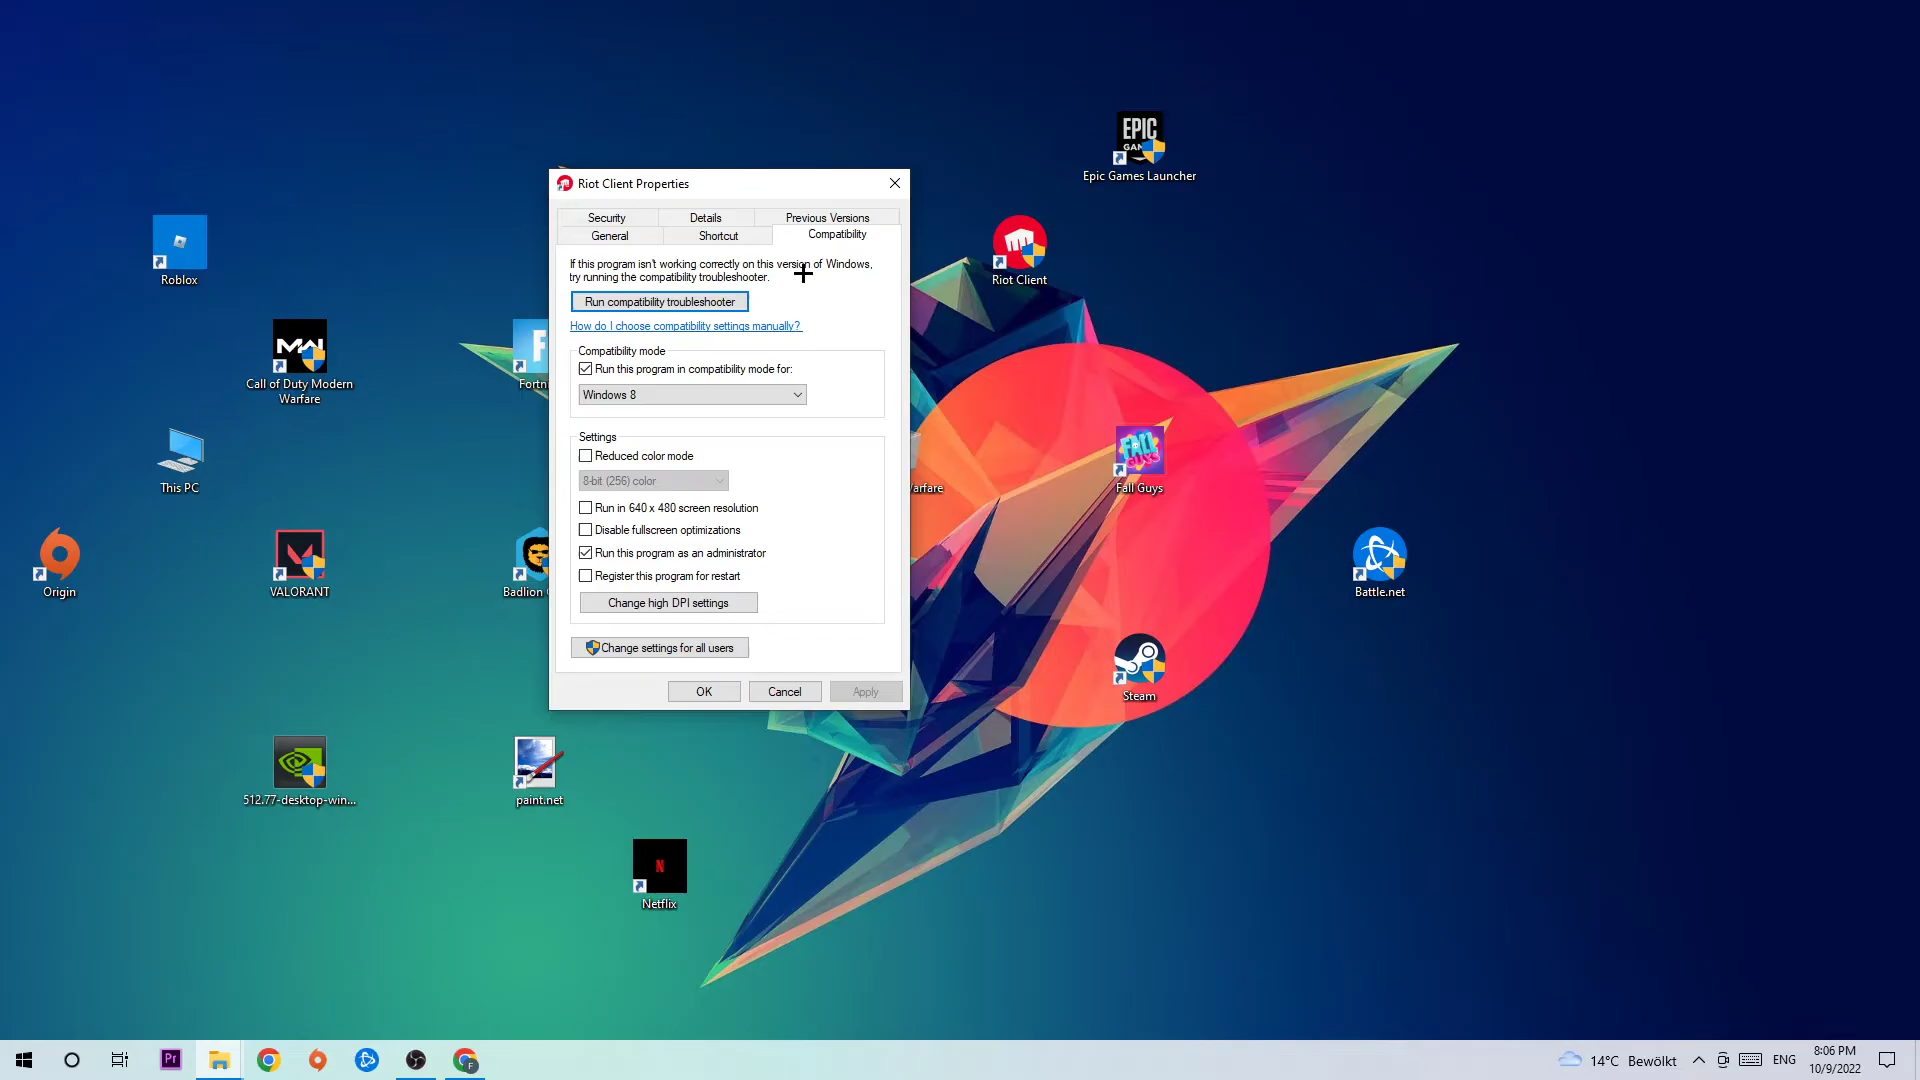 EPIC
GAM
Epic Games Launcher
Riot Client Properties
Security
Details
Previous Versions
General
Shortcut
Compatibility
If this program isn't working correctly on this version of Windows,
try running the compatibility troubleshooter.
Run compatibility troubleshooter
How do I choose compatibility settings manually?
Compatibility mode
Run this program in compatibility mode for:
Windows 8
Settings
Reduced color mode
8-bit (256) color
Run in 640 x 480 screen resolution
Disable fullscreen optimizations
Run this program as an administrator
Register this program for restart
Change high DPI settings
Change settings for all users
OK
Cancel
Apply
Roblox
Riot Client
MW
Call of Duty Modern
Warfare
F
Fortni
This PC
arfare
FALL
GUYS
Fall Guys
Origin
VALORANT
Badlion
Battle.net
Steam
512.77-desktop-win...
paint.net
N
Netflix
Pr
F
14°C Bewölkt
ENG
8:06 PM
10/9/2022